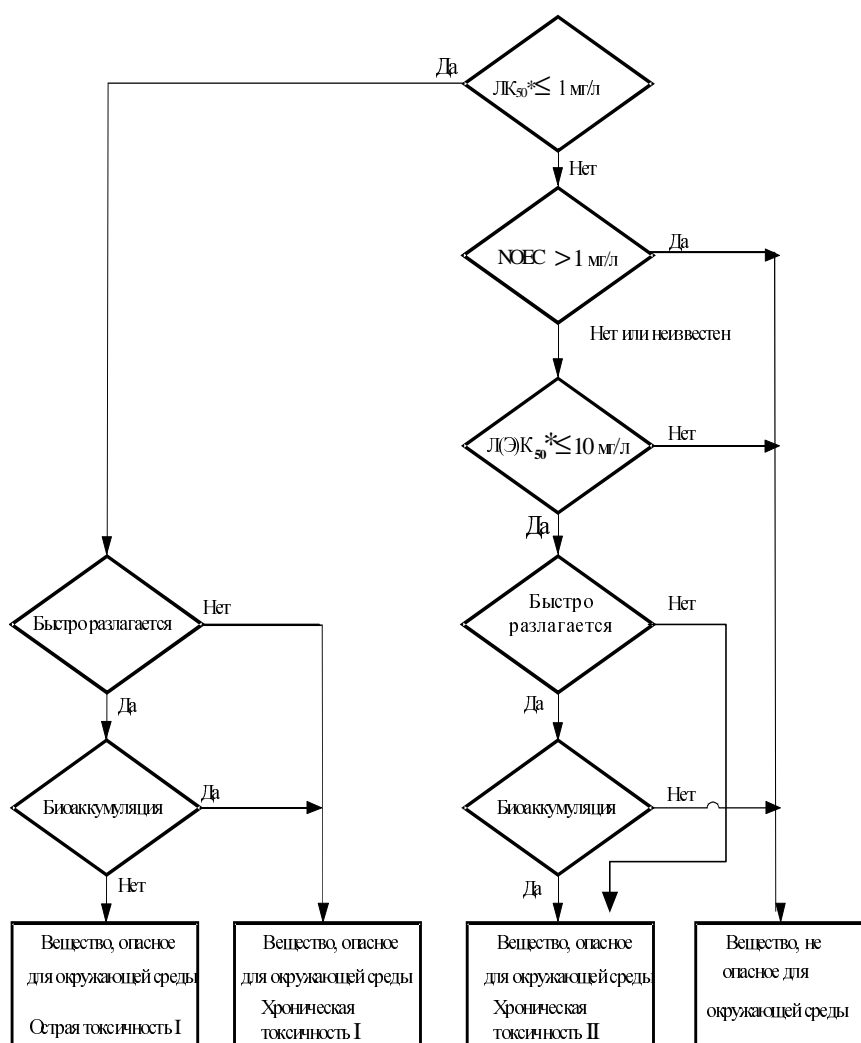 Да
ЛК50*≤ 1 мг/л
Нет
NOEC > 1 мг/л
Да
Нет или неизвестен
Л(Э)К50*≤10 мг/л
Нет
Да
Быстро разлагается
Нет
Быстро
разлагается
Нет
Да
Да
Биоаккумуляция
Да
Биоаккумуляция
Нет
Нет
Да
Вещество, опасное
для окружающей среды
Острая токсичность I
Вещество, опасное
для окружающей среды
Хроническая
токсичность I
Вещество, опасное
для окружающей среды
Хроническая
токсичность II
Вещество, не
опасное для
окружающей среды